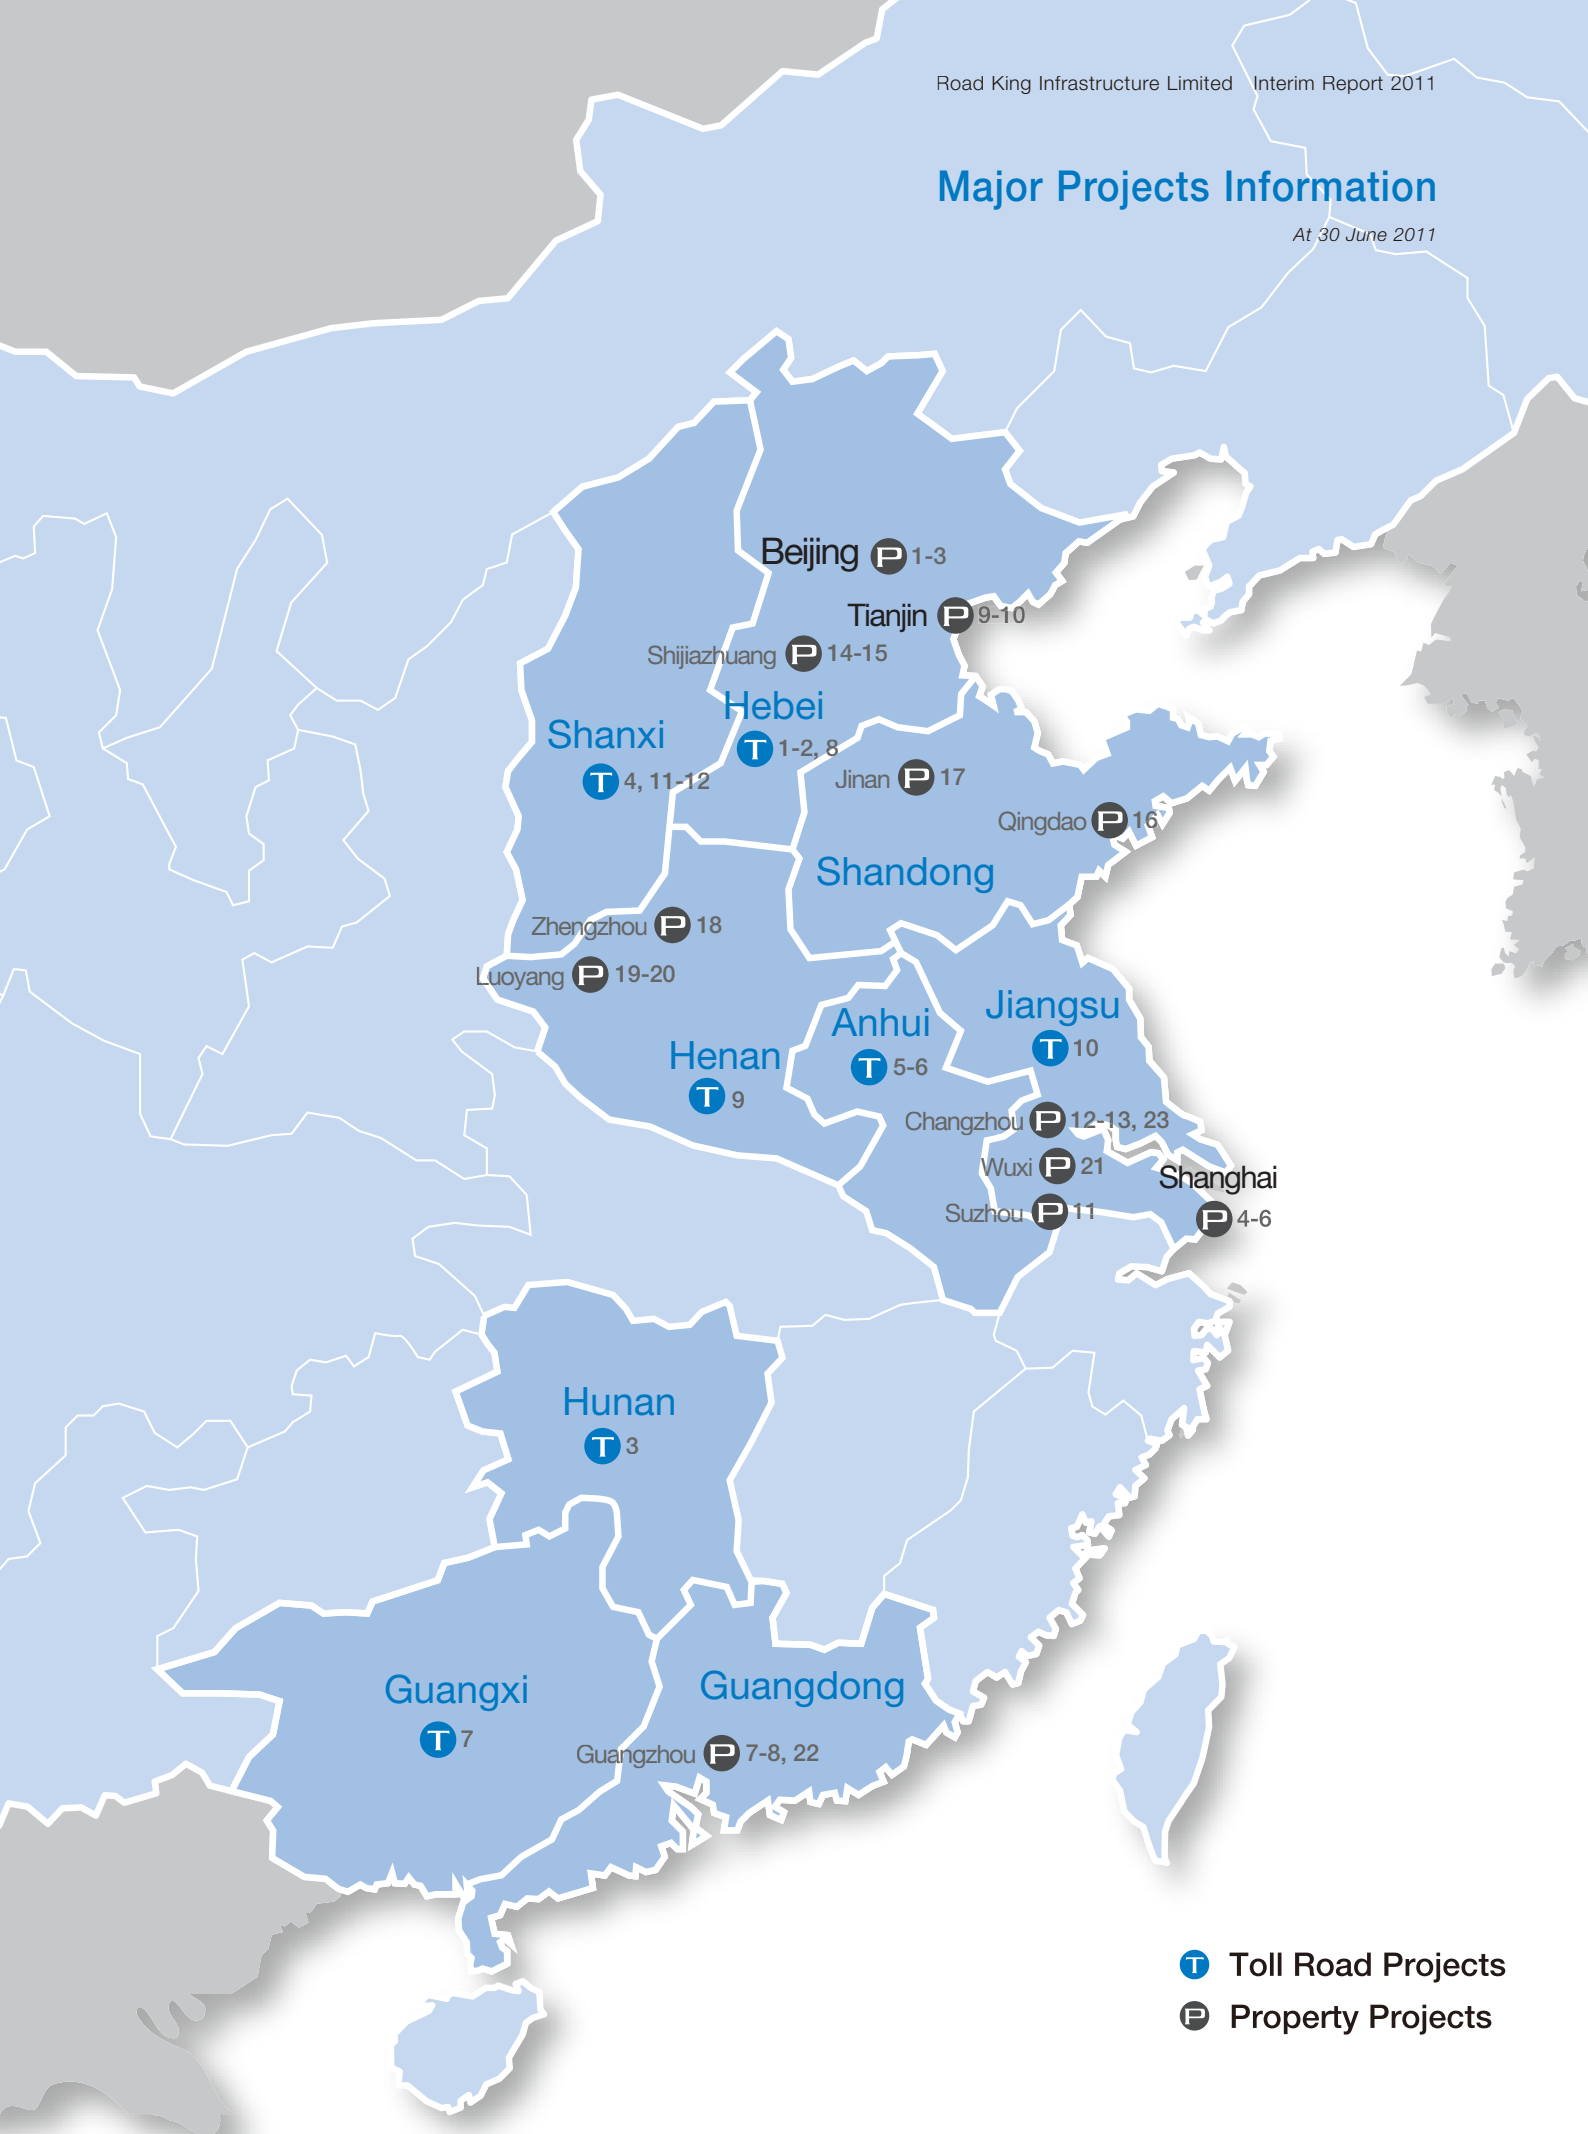 Road King Infrastructure Limited Interim Report 2011
Major Projects Information
At 30 June 2011
Beijing P 1-3
Tianjin P 9-10
Shijiazhuang P 14-15
Hebei
T 1-2, 8
Shanxi
T 4, 11-12
Jinan P 17
Qingdao P 16
Shandong
Zhengzhou P 18
Luoyang P 19-20
Jiangsu
T 10
Anhui
T 5-6
Henan
T 9
Changzhou P 12-13, 23
Wuxi P 21
Shanghai
P 4-6
Suzhou P 11
Hunan
T 3
Guangxi
T 7
Guangdong
Guangzhou P 7-8, 22
T Toll Road Projects
P Property Projects